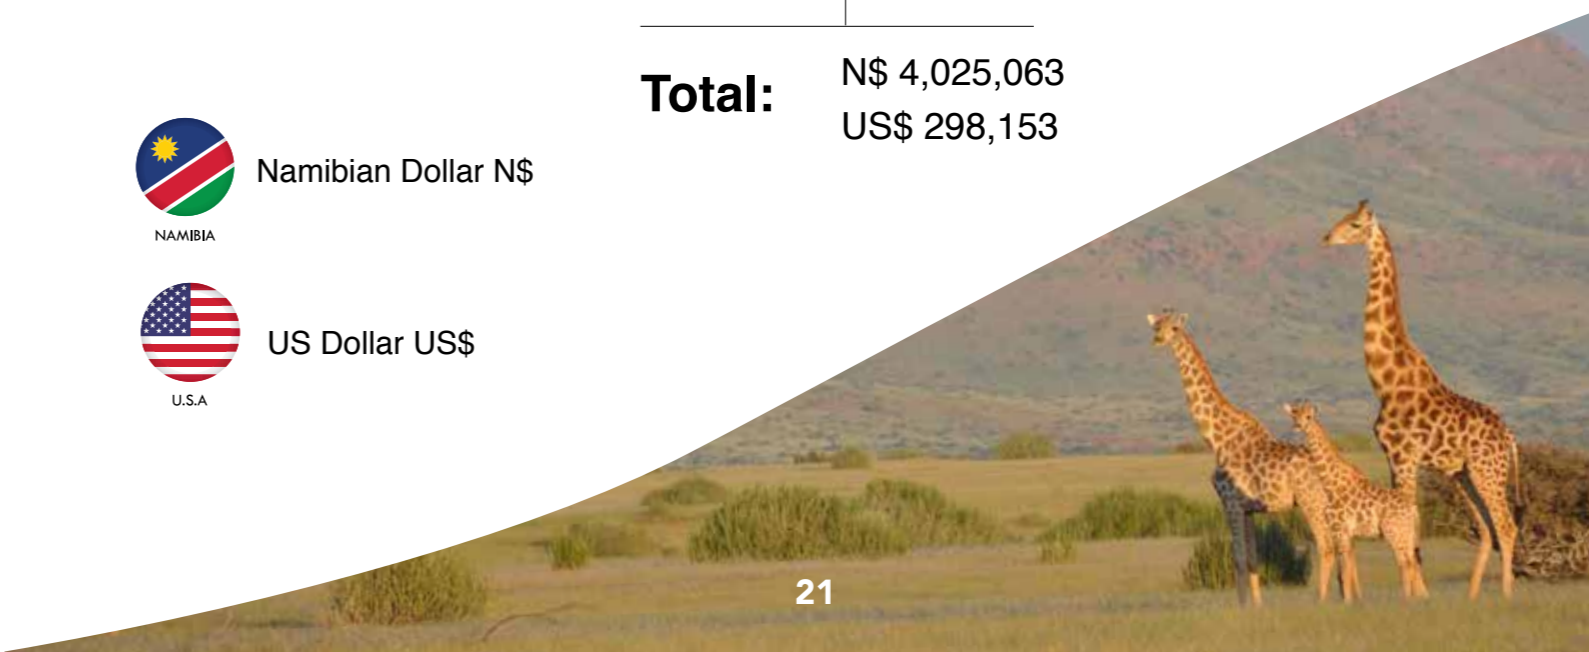 Total:
N$ 4,025,063
US$ 298,153
Namibian Dollar N$
NAMIBIA
US Dollar US$
U.S.A
21